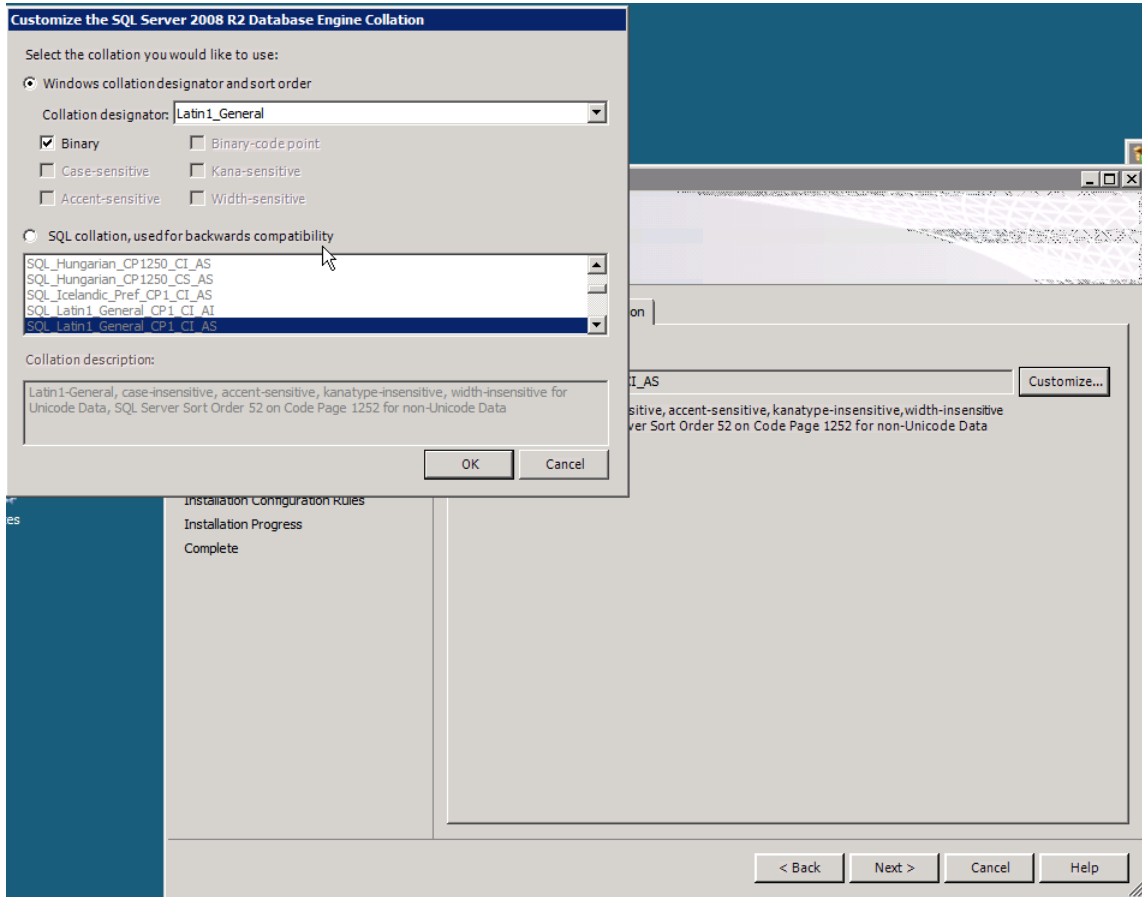 Customize the SQL Server 2008 R2 Database Engine Collation
Select the collation you would like to use:
Windows collation designator and sort order
Collation designator: Latin1_General
Binary
Binary-code point
Case-sensitive
Kana-sensitive
Accent-sensitive
Width-sensitive
SQL collation, used for backwards compatibility
SQL_Hungarian_CP1250_CI_AS
SQL_Hungarian_CP1250_CS_AS
SQL_Icelandic_Pref_CP1_CI_AS
SQL_Latin1_General_CP1_CI_AI
SQL_Latin1_General_CP1_CI_AS
Collation description:
Latin1-General, case-insensitive, accent-sensitive, kanatype-insensitive, width-insensitive for
Unicode Data, SQL Server Sort Order 52 on Code Page 1252 for non-Unicode Data
OK
Cancel
on
I_AS
Customize...
sitive, accent-sensitive, kanatype-insensitive, width-insensitive
ver Sort Order 52 on Code Page 1252 for non-Unicode Data
es
Installation Configuration Rules
Installation Progress
Complete
< Back
Next >
Cancel
Help